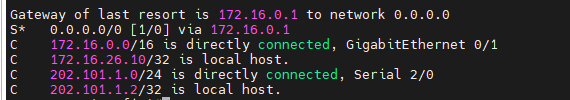 Gateway of last resort is 172.16.0.1 to network 0.0.0.0
S*   0.0.0.0/0 [1/0] via 172.16.0.1
C    172.16.0.0/16 is directly connected, GigabitEthernet 0/1
C    172.16.26.10/32 is local host.
C    202.101.1.0/24 is directly connected, Serial 2/0
C    202.101.1.2/32 is local host.